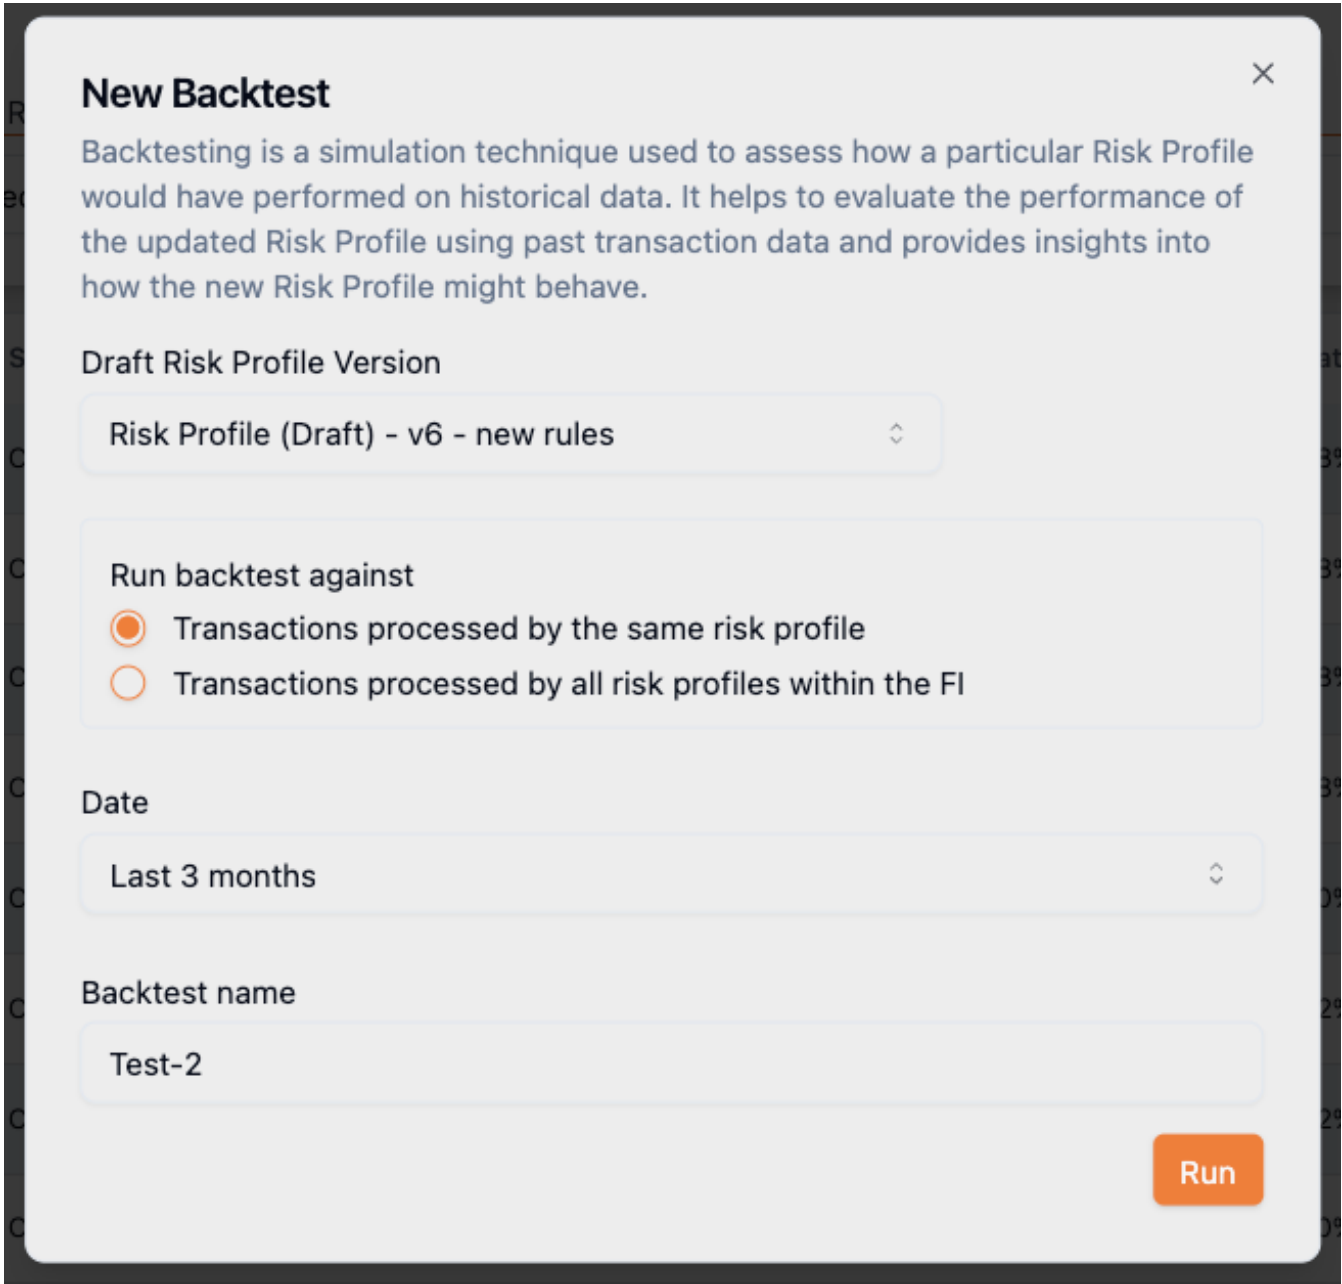 New Backtest
Backtesting is a simulation technique used to assess how a particular Risk Profile
would have performed on historical data. It helps to evaluate the performance of
the updated Risk Profile using past transaction data and provides insights into
how the new Risk Profile might behave.
Draft Risk Profile Version
Risk Profile (Draft) - v6 - new rules
Run backtest against
Transactions processed by the same risk profile
Transactions processed by all risk profiles within the FI
Date
Last 3 months
Backtest name
Test-2
Run